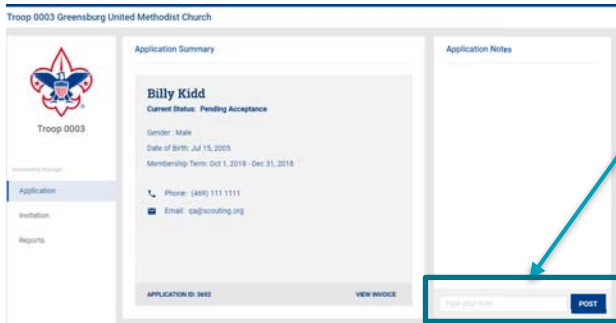 Troop 0003 Greensburg United Methodist Church
Troop 0003
Membership Manager
Application
Invitation
Reports
Application Summary
Billy Kidd
Current Status: Pending Acceptance
Gender : Male
Date of Birth: Jul 15, 2005
Membership Term: Oct 1, 2018 - Dec 31, 2018
Phone: (469) 111 1111
Email: qa@scouting.org
APPLICATION ID: 3692
VIEW INVOICE
Application Notes
Type your note...
POST